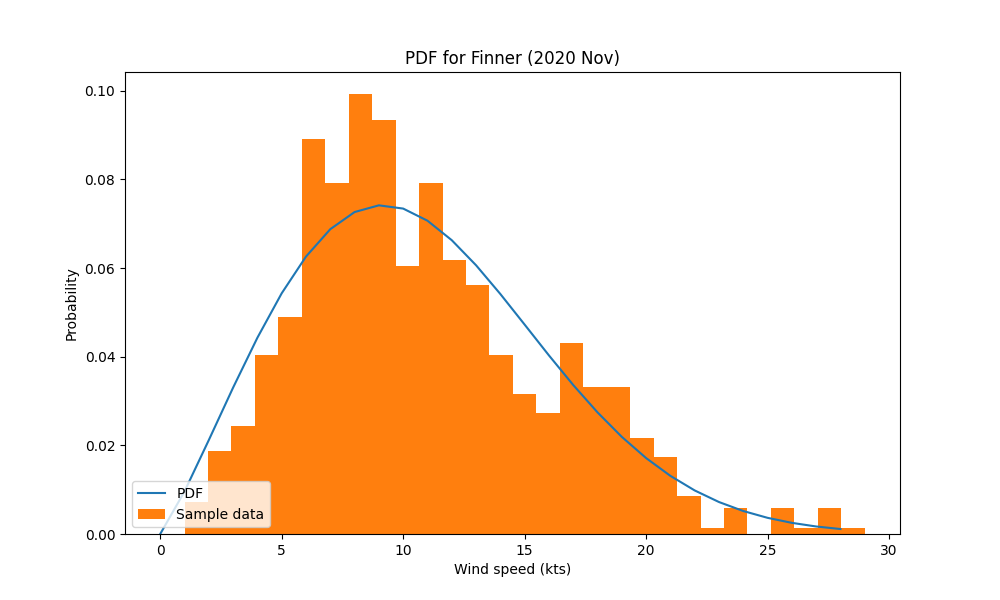 PDF for Finner (2020 Nov)
Probability
0.10
0.08
0.06
0.04
0.02
0.00
PDF
Sample data
0 5 10 15 20 25 30
Wind speed (kts)